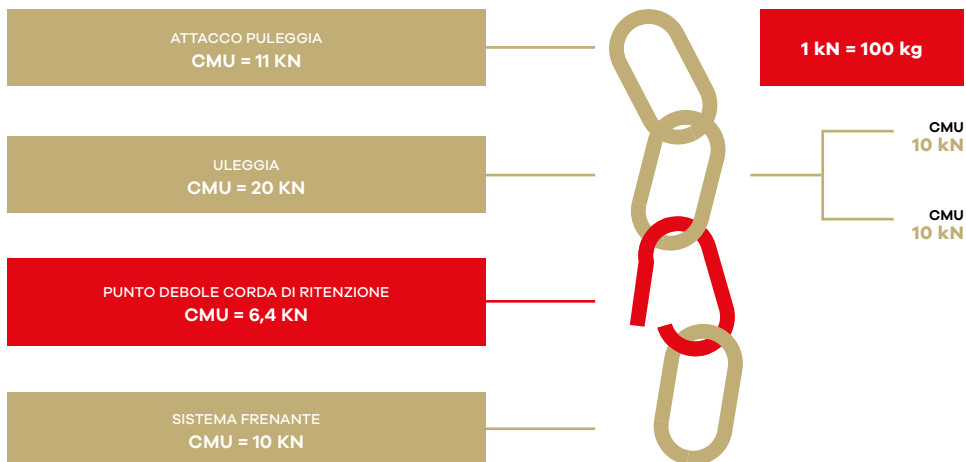 ATTACCO PULEGGIA
CMU = 11 KN
1 kN = 100 kg
ULEGGIA
CMU = 20 KN
CMU
10 kN
CMU
10 kN
PUNTO DEBOLE CORDA DI RITENZIONE
CMU = 6,4 KN
SISTEMA FRENANTE
CMU = 10 KN